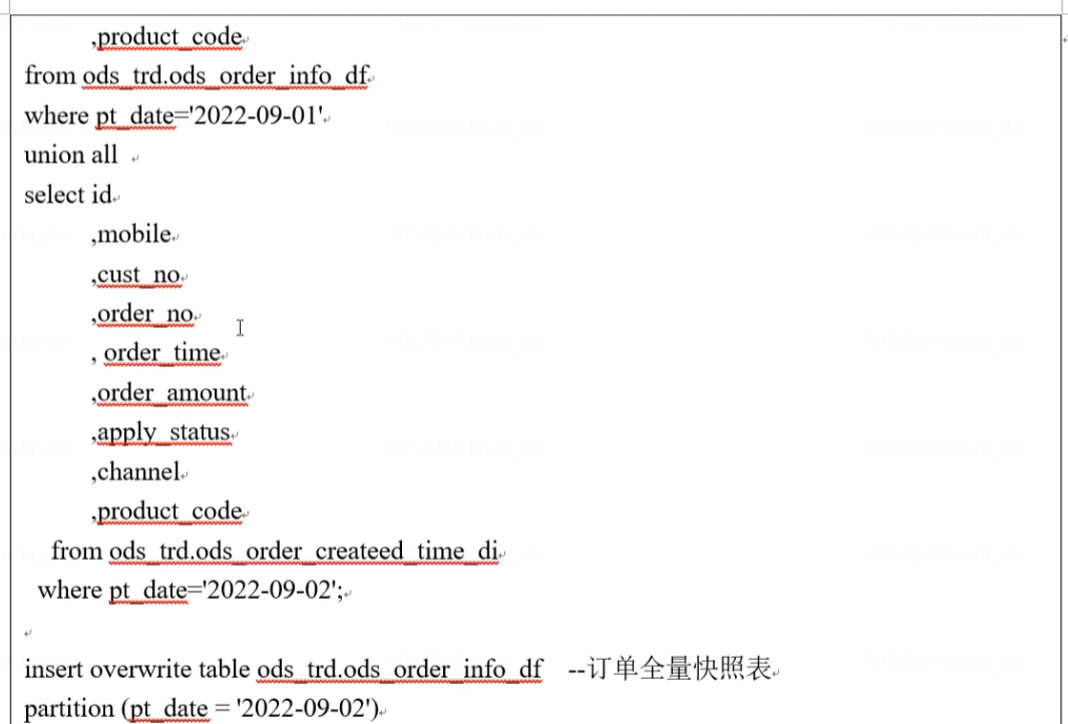 ,product_code
from ods_trd.ods_order_info_df
where pt_date='2022-09-01'
union all
select id
,mobile
,cust_no
,order_no
, order_time
,order_amount
,apply_status
,channel
,product_code
from ods_trd.ods_order_createed_time_di
where pt_date='2022-09-02';
insert overwrite table ods_trd.ods_order_info_df --订单全量快照表
partition (pt_date = '2022-09-02')